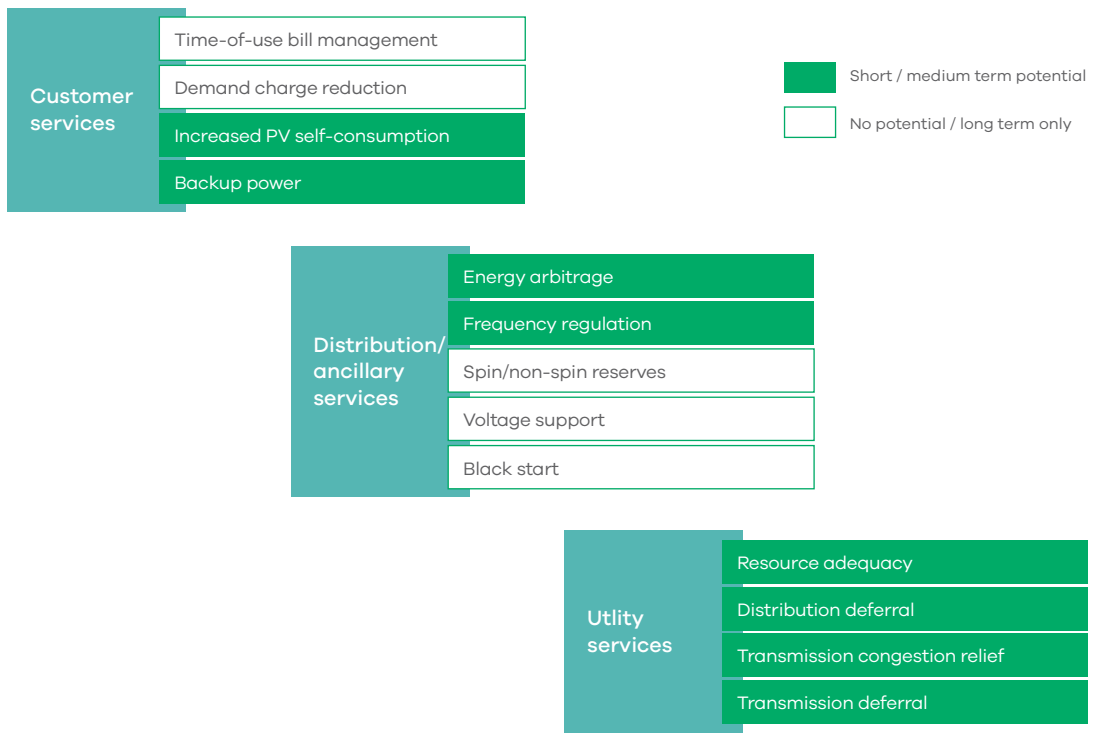 Customer
services
Time-of-use bill management
Demand charge reduction
Increased PV self-consumption
Backup power
Short / medium term potential
No potential / long term only
Distribution/
ancillary
services
Energy arbitrage
Frequency regulation
Spin/non-spin reserves
Voltage support
Black start
Utlity
services
Resource adequacy
Distribution deferral
Transmission congestion relief
Transmission deferral